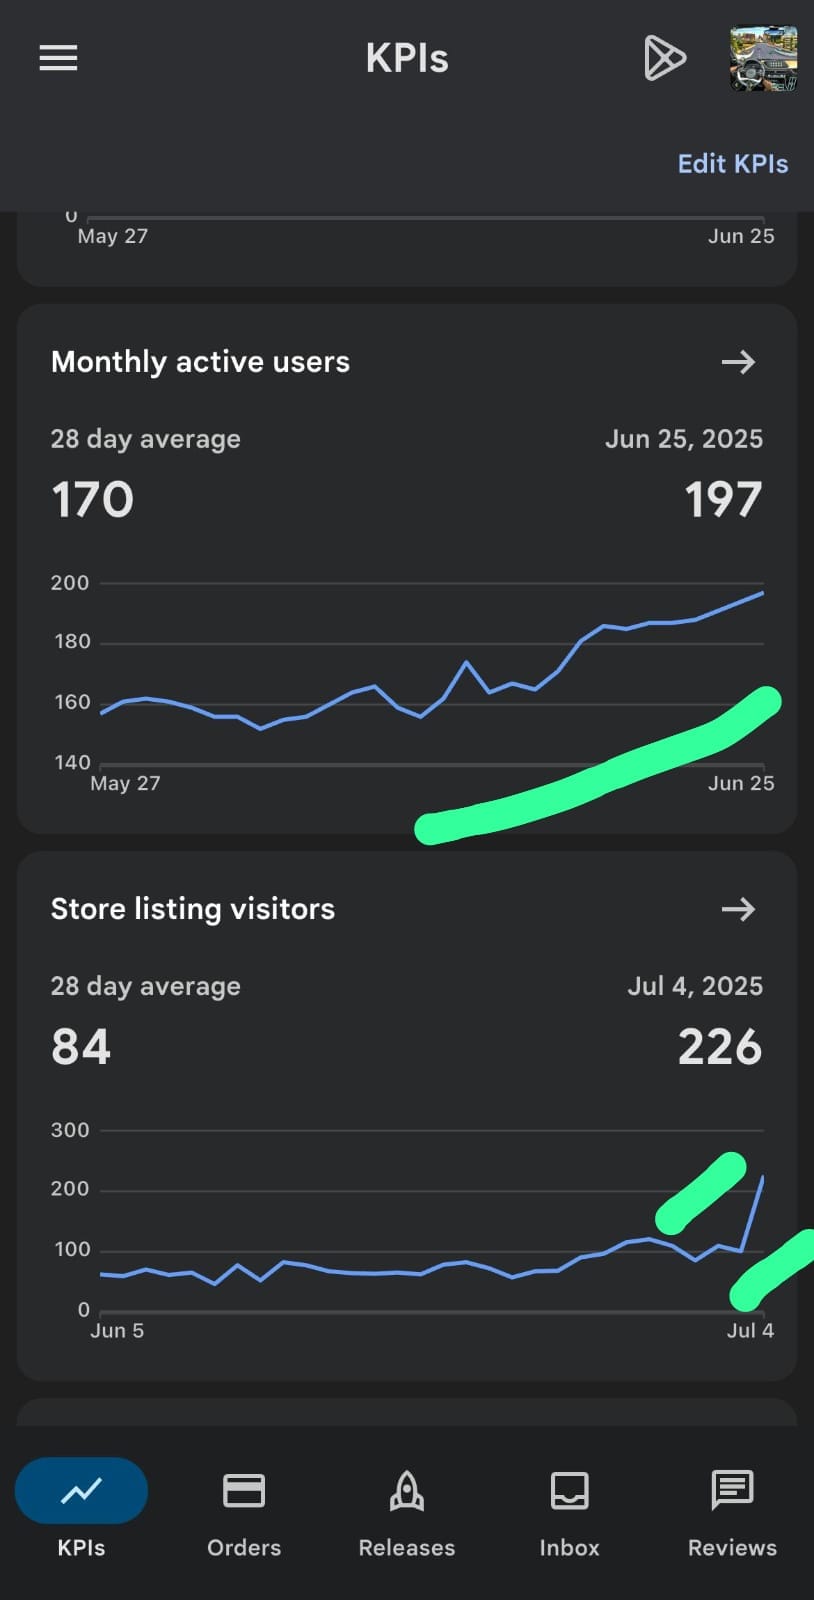 KPIs
Edit KPIs
0
May 27 Jun 25
Monthly active users
28 day average Jun 25, 2025
170 197
200
180
160
140
May 27 Jun 25
Store listing visitors
28 day average Jul 4, 2025
84 226
300
200
100
0
Jun 5 Jul 4
KPIs Orders Releases Inbox Reviews